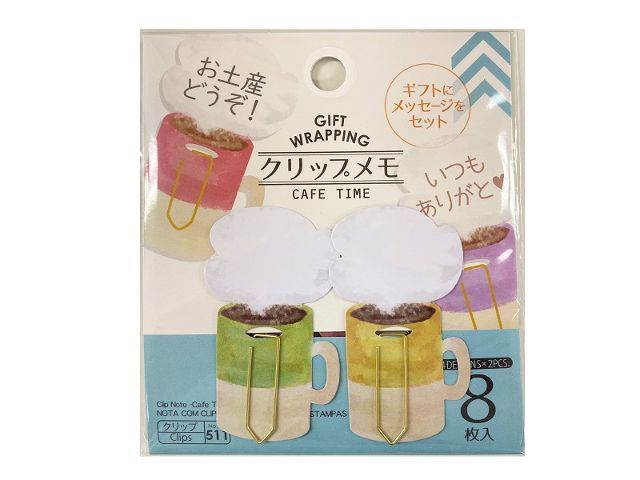 お土産
どうぞ!
GIFT
WRAPPING
クリップメモ
CAFE TIME
ギフトに
メッセージを
セット
いつも
ありがと♥
DESIGNS×2PCS.
8
枚入
Clip Note -Cafe T
NOTA COM CLIP
STAMPAS
クリップ
Clips
No.
511